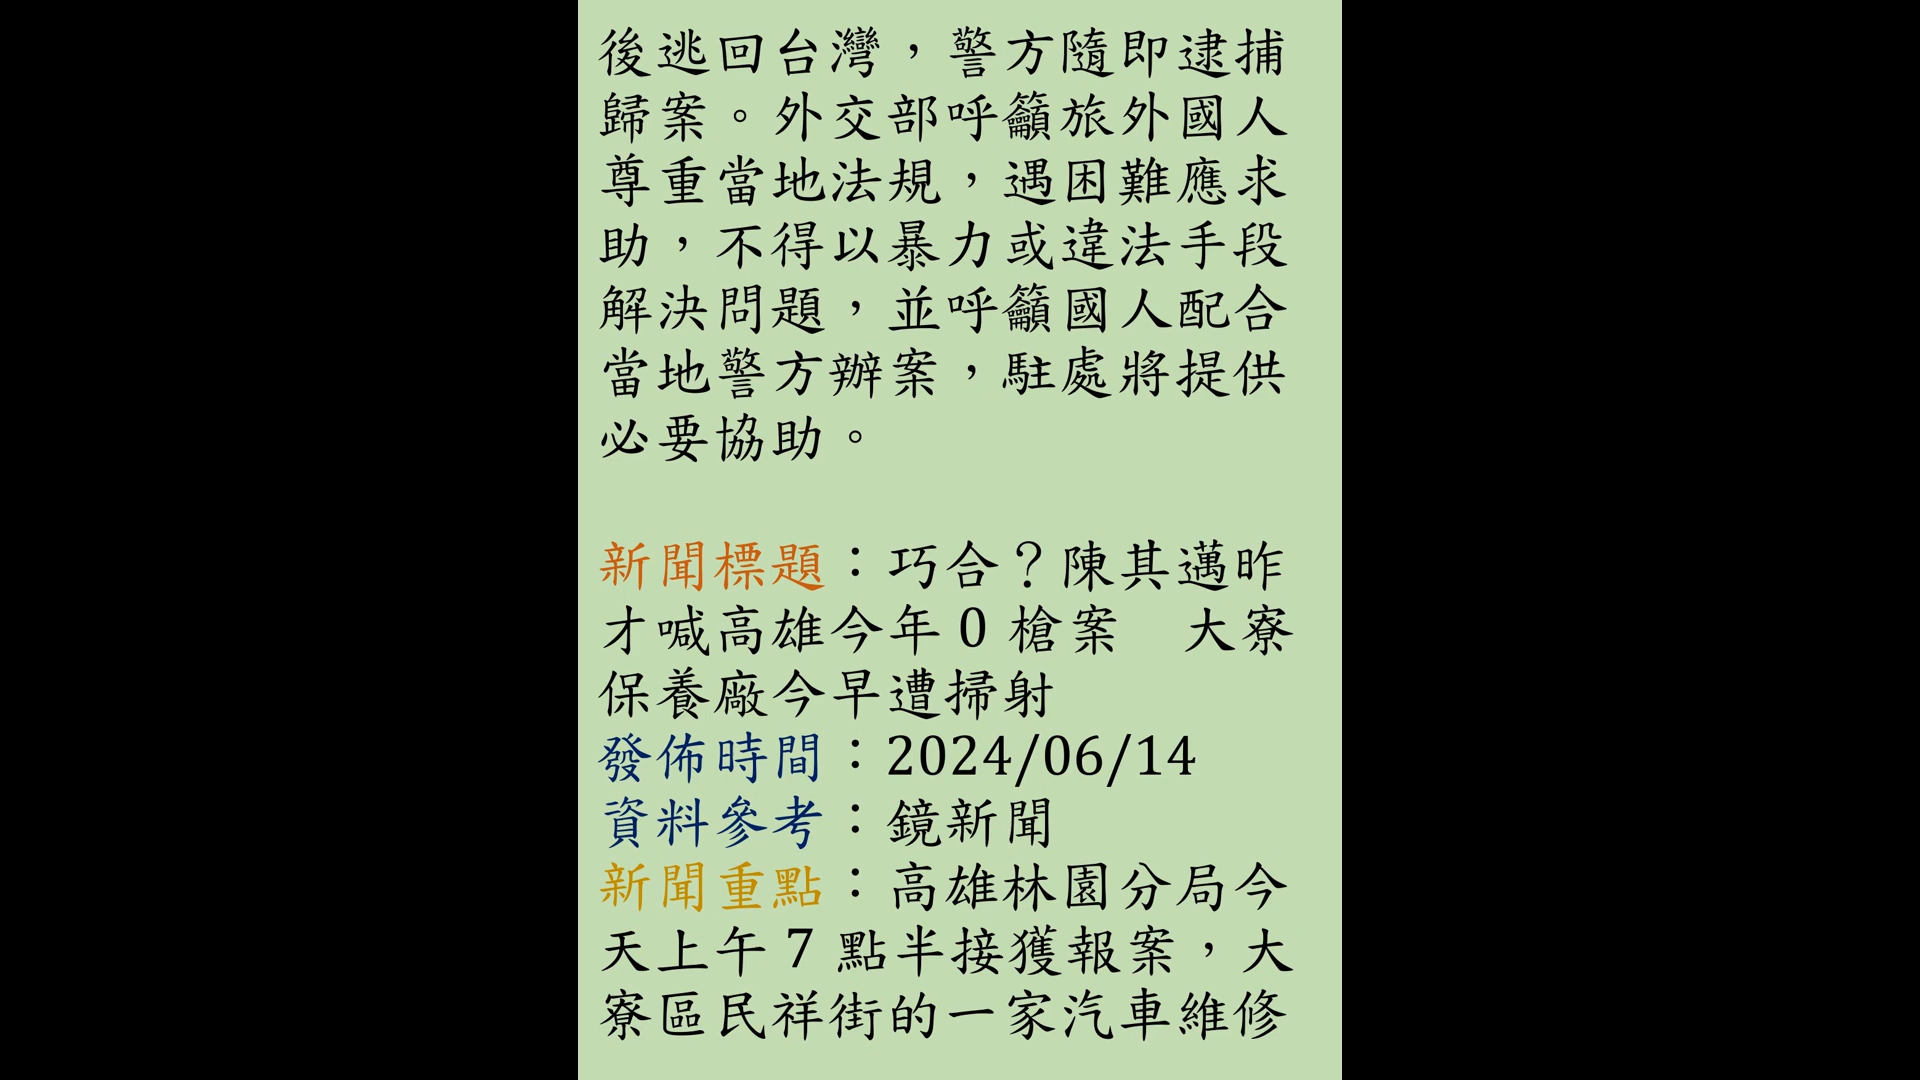 後逃回台灣，警方隨即逮捕
歸案。外交部呼籲旅外國人
尊重當地法規，遇困難應求
助，不得以暴力或違法手段
解決問題，並呼籲國人配合
當地警方辦案，駐處將提供
必要協助。
新聞標題：巧合？陳其邁昨
才喊高雄今年0槍案　大寮
保養廠今早遭掃射
發佈時間：2024/06/14
資料參考：鏡新聞
新聞重點：高雄林園分局今
天上午7點半接獲報案，大
寮區民祥街的一家汽車維修